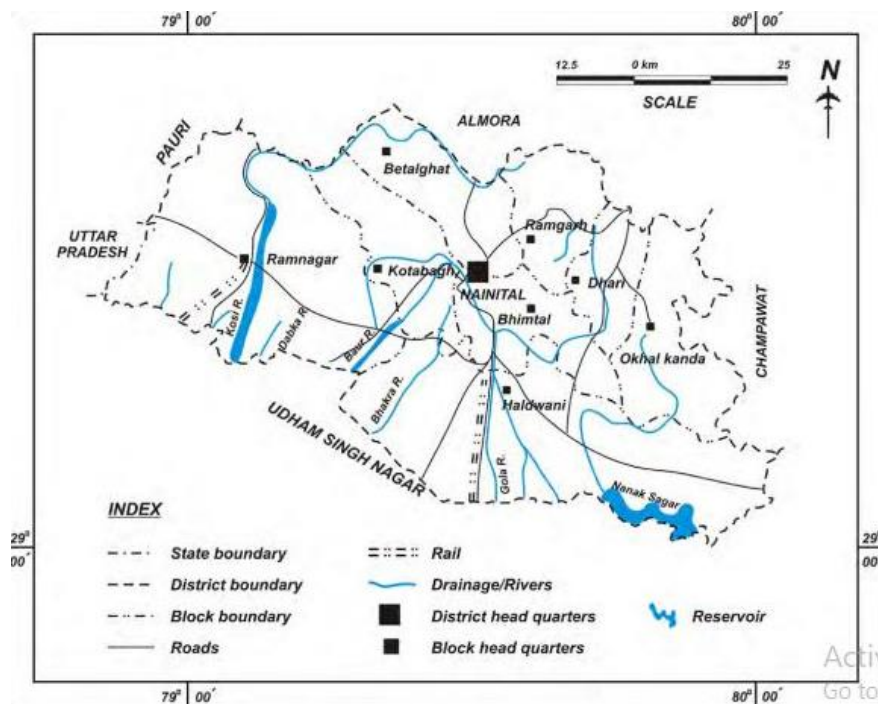 79° 00′
80° 00′
12.5 0 km 25
SCALE
N
ALMORA
PAURI
Betalghat
UTTAR
PRADESH
Ramgarh
Ramnagar
Kotabagh
NAINITAL
Dhari
Bhimtal
Kosi R.
Dabka R.
Baur R.
Okhal kanda
CHAMPAWAT
Bhakra R.
Haldwani
UDHAM SINGH NAGAR
Gola R.
Nanak Sagar
INDEX
29°
00′
29
00′
State boundary
Rail
District boundary
Drainage/Rivers
Block boundary
District head quarters
Reservoir
Roads
Block head quarters
Activ
Go to
79° 00′
80° 00′